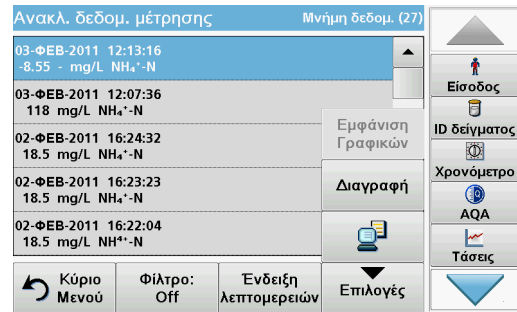 Ανακλ. δεδομ. μέτρησης Μνήμη δεδομ. (27)
03-ΦΕΒ-2011 12:13:16
-8.55 - mg/L NH₄⁺-N
03-ΦΕΒ-2011 12:07:36
118 mg/L NH₄⁺-N
02-ΦΕΒ-2011 16:24:32
18.5 mg/L NH₄⁺-N
02-ΦΕΒ-2011 16:23:23
18.5 mg/L NH₄⁺-N
02-ΦΕΒ-2011 16:22:04
18.5 mg/L NH⁴⁺-N
Εμφάνιση
Γραφικών
Διαγραφή
Κύριο
Μενού
Φίλτρο:
Off
Ένδειξη
λεπτομερειών
Επιλογές
Είσοδος
ID δείγματος
Χρονόμετρο
AQA
Τάσεις